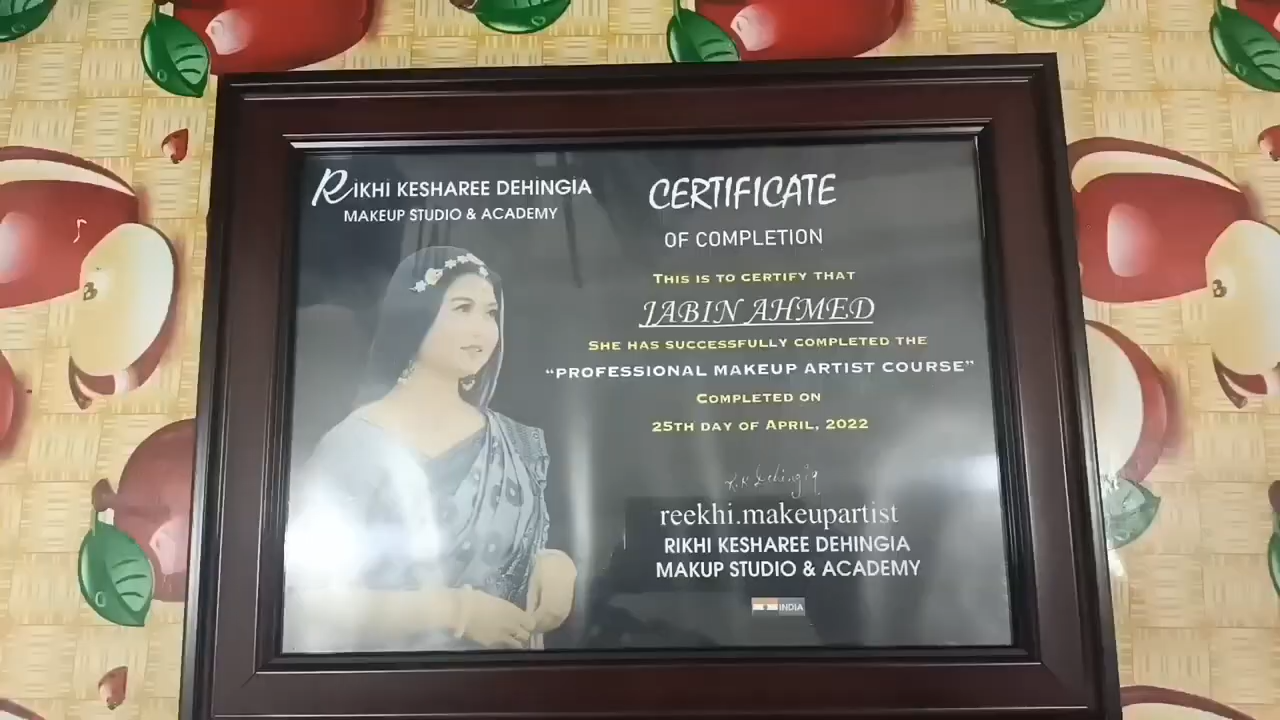 RIKHI KESHAREE DEHINGIA
MAKEUP STUDIO & ACADEMY
CERTIFICATE
OF COMPLETION
THIS IS TO CERTIFY THAT
JABIN AHMED
SHE HAS SUCCESSFULLY COMPLETED THE
“PROFESSIONAL MAKEUP ARTIST COURSE”
COMPLETED ON
25TH DAY OF APRIL, 2022
R.K Dehingia
reekhi.makeupartist
RIKHI KESHAREE DEHINGIA
MAKUP STUDIO & ACADEMY
INDIA